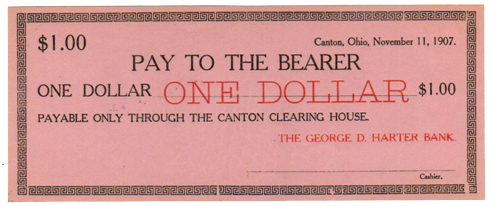 $1.00
Canton, Ohio, November 11, 1907.
PAY TO THE BEARER
ONE DOLLAR ONE DOLLAR $1.00
PAYABLE ONLY THROUGH THE CANTON CLEARING HOUSE.
THE GEORGE D. HARTER BANK.
Cashier,